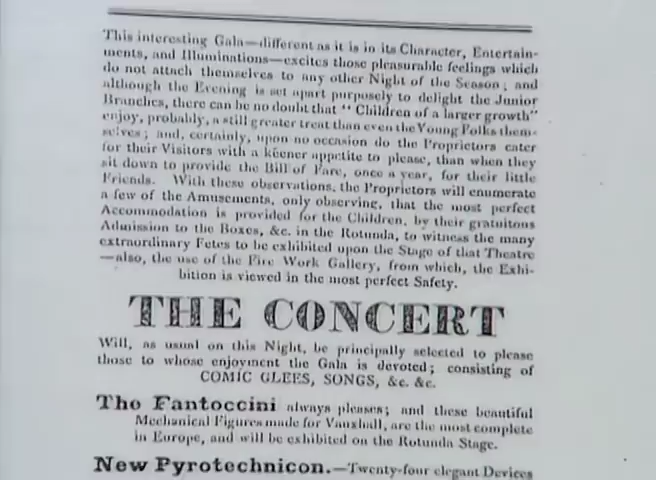 This interesting Gala—different as it is in its Character, Entertain-
ments, and Illuminations—excites those pleasurable feelings which
do not attach themselves to any other Night of the Season; and
although the Evening is set apart purposely to delight the Junior
Branches, there can be no doubt that "Children of a larger growth"
enjoy, probably, a still greater treat than even the Young Folks them-
selves; and, certainly, upon no occasion do the Proprietors cater
for their Visitors with a keener appetite to please, than when they
sit down to provide the Bill of Fare, once a year, for their little
Friends. With these observations, the Proprietors will enumerate
a few of the Amusements, only observing, that the most perfect
Accommodation is provided for the Children, by their gratuitous
Admission to the Boxes, &c. in the Rotunda, to witness the many
extraordinary Fetes to be exhibited upon the Stage of that Theatre
—also, the use of the Fire Work Gallery, from which, the Exhi-
bition is viewed in the most perfect Safety.
THE CONCERT
Will, as usual on this Night, be principally selected to please
those to whose enjoyment the Gala is devoted; consisting of
COMIC GLEES, SONGS, &c. &c.
The Fantoccini always pleases; and these beautiful
Mechanical Figures made for Vauxhall, are the most complete
in Europe, and will be exhibited on the Rotunda Stage.
New Pyrotechnicon.—Twenty-four elegant Devices